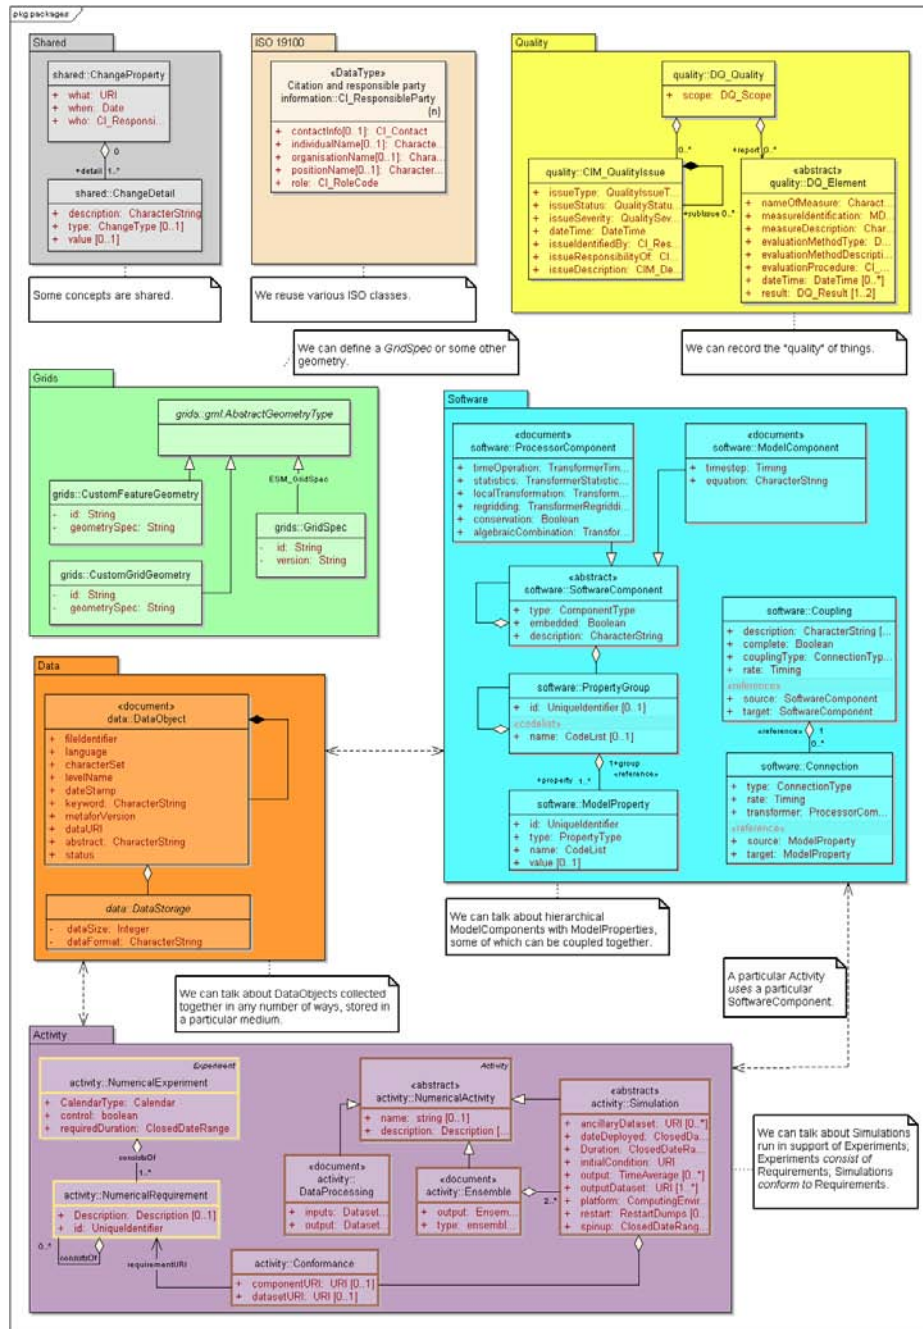 pkg packages
Shared
shared::ChangeProperty
+ what: URI
+ when: Date
+ who: CI_Responsi...
0
+detail 1..*
shared::ChangeDetail
+ description: CharacterString
+ type: ChangeType [0..1]
+ value [0..1]
Some concepts are shared.
ISO 19100
«DataType»
Citation and responsible party
information::CI_ResponsibleParty
{n}
+ contactInfo[0..1]: CI_Contact
+ individualName[0..1]: Characte...
+ organisationName[0..1]: Chara...
+ positionName[0..1]: Character...
+ role: CI_RoleCode
We reuse various ISO classes.
Quality
quality::DQ_Quality
+ scope: DQ_Scope
0..*
+report 0..*
quality::CIM_QualityIssue
+ issueType: QualityIssueT...
+ issueStatus: QualityStatu...
+ issueSeverity: QualitySev...
+ dateTime: DateTime
+ issueIdentifiedBy: CI_Res...
+ issueResponsibilityOf: CI...
+ issueDescription: CIM_De...
+subIssue 0..*
«abstract»
quality::DQ_Element
+ nameOfMeasure: Charact...
+ measureIdentification: MD...
+ measureDescription: Char...
+ evaluationMethodType: D...
+ evaluationMethodDescripti...
+ evaluationProcedure: CI_...
+ dateTime: DateTime [0..*]
+ result: DQ_Result [1..2]
We can record the "quality" of things.
We can define a GridSpec or some other
geometry.
Grids
grids::gml:AbstractGeometryType
ESM_GridSpec
grids::CustomFeatureGeometry
- id: String
- geometrySpec: String
grids::GridSpec
- id: String
- version: String
grids::CustomGridGeometry
- id: String
- geometrySpec: String
Software
«document»
software::ProcessorComponent
+ timeOperation: TransformerTim...
+ statistics: TransformerStatistic...
+ localTransformation: Transform...
+ regridding: TransformerRegriddi...
+ conservation: Boolean
+ algebraicCombination: Transfor...
«document»
software::ModelComponent
+ timestep: Timing
+ equation: CharacterString
«abstract»
software::SoftwareComponent
+ type: ComponentType
+ embedded: Boolean
+ description: CharacterString
software::PropertyGroup
+ id: UniqueIdentifier [0..1]
«codelist»
+ name: CodeList [0..1]
1 +group
+property 1..*
«reference»
software::ModelProperty
+ id: UniqueIdentifier
+ type: PropertyType
+ name: CodeList
+ value [0..1]
software::Coupling
+ description: CharacterString [...
+ complete: Boolean
+ couplingType: ConnectionTyp...
+ rate: Timing
«reference»
+ source: SoftwareComponent
+ target: SoftwareComponent
«reference» 1
0..*
software::Connection
+ type: ConnectionType
+ rate: Timing
+ transformer: ProcessorCom...
«reference»
+ source: ModelProperty
+ target: ModelProperty
We can talk about hierarchical
ModelComponents with ModelProperties,
some of which can be coupled together.
Data
«document»
data::DataObject
+ fileIdentifier
+ language
+ characterSet
+ levelName
+ dateStamp
+ keyword: CharacterString
+ metaforVersion
+ dataURI
+ abstract: CharacterString
+ status
data::DataStorage
- dataSize: Integer
- dataFormat: CharacterString
We can talk about DataObjects collected
together in any number of ways, stored in
a particular medium.
A particular Activity
uses a particular
SoftwareComponent.
Activity
Experiment
activity::NumericalExperiment
+ CalendarType: Calendar
+ control: boolean
+ requiredDuration: ClosedDateRange
consistsOf
1..*
activity::NumericalRequirement
+ Description: Description [0..1]
+ id: UniqueIdentifier
0..*
consistsOf
requirementURI
Activity
«abstract»
activity::NumericalActivity
+ name: string [0..1]
+ description: Description [...
«document»
activity::
DataProcessing
+ inputs: Dataset...
+ output: Dataset...
«document»
activity::Ensemble
+ output: Ensem...
+ type: ensembl...
2..*
«abstract»
activity::Simulation
+ ancillaryDataset: URI [0..*]
+ dateDeployed: ClosedDa...
+ Duration: ClosedDateRa...
+ initialCondition: URI
+ output: TimeAverage [0..*]
+ outputDataset: URI [1..*]
+ platform: ComputingEnvir...
+ restart: RestartDumps [0...
+ spinup: ClosedDateRang...
activity::Conformance
+ componentURI: URI [0..1]
+ datasetURI: URI [0..1]
We can talk about Simulations
run in support of Experiments;
Experiments consist of
Requirements; Simulations
conform to Requirements.